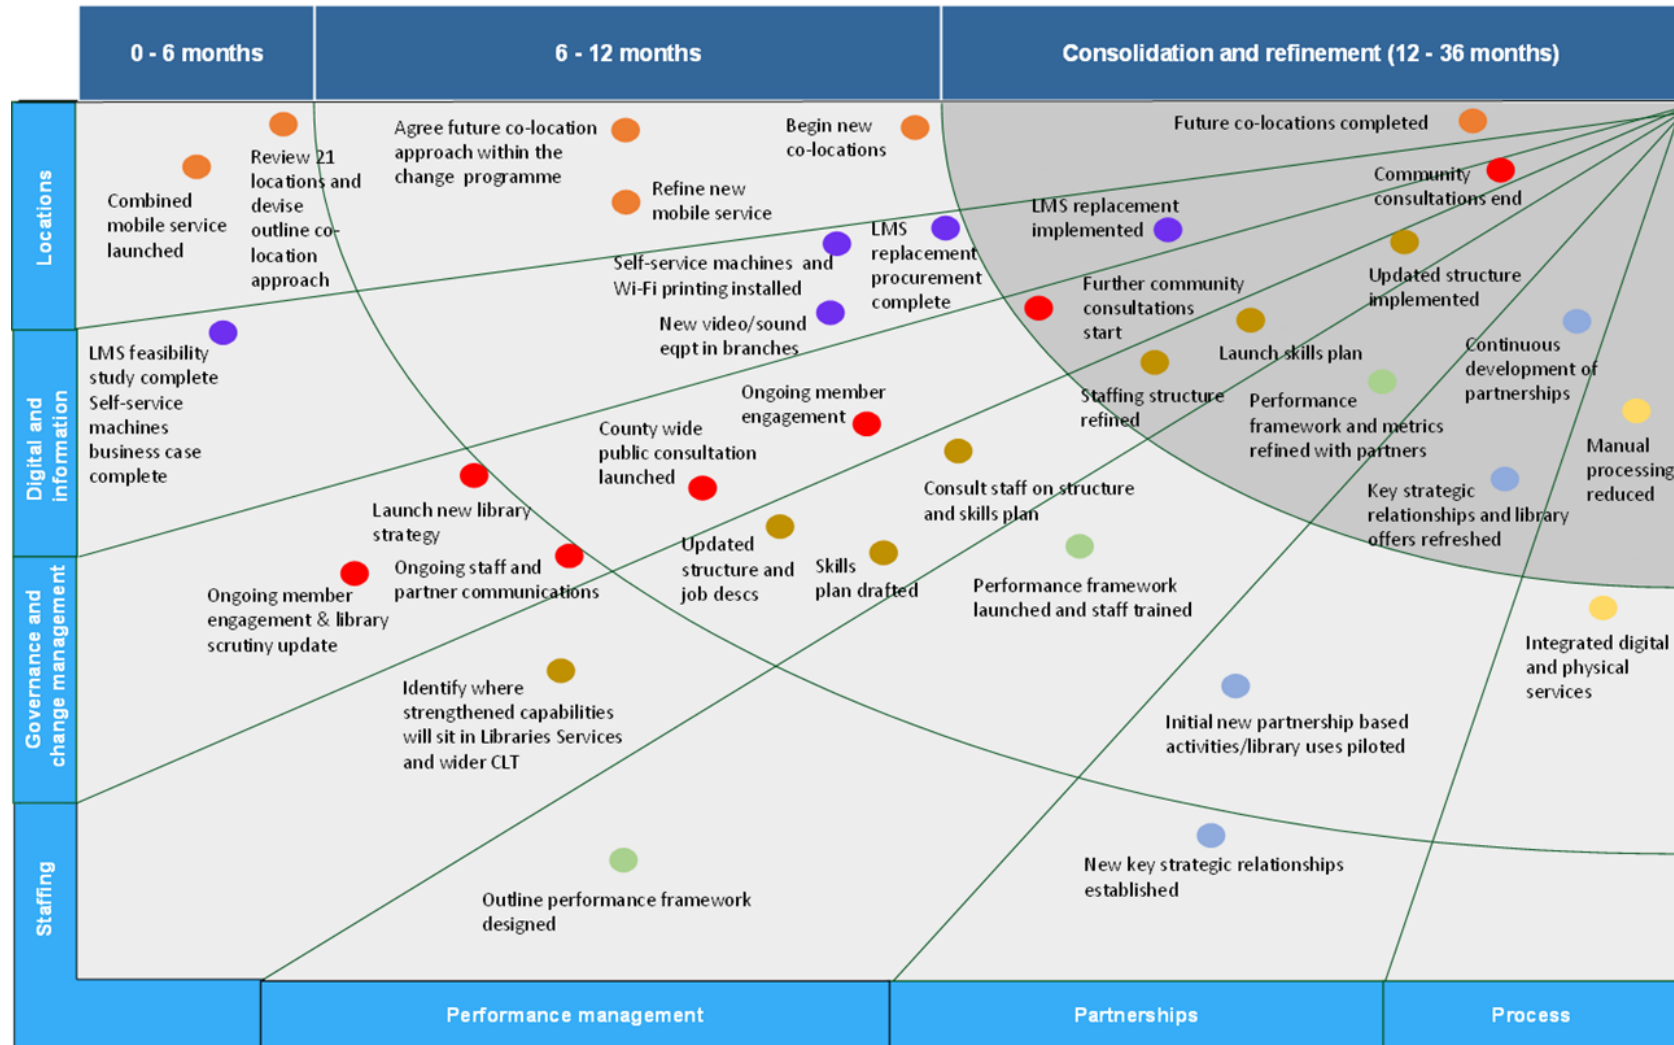 0 - 6 months
6 - 12 months
Consolidation and refinement (12 - 36 months)
Locations
Combined
mobile service
launched
Review 21
locations and
devise
outline co-
location
approach
Agree future co-location
approach within the
change programme
Refine new
mobile service
Begin new
co-locations
Future co-locations completed
Digital and
information
LMS feasibility
study complete
Self-service
machines
business case
complete
Self-service machines and
Wi-Fi printing installed
New video/sound
eqpt in branches
LMS
replacement
procurement
complete
LMS replacement
implemented
Governance and
change management
Ongoing member
engagement & library
scrutiny update
Launch new library
strategy
Ongoing staff and
partner communications
County wide
public consultation
launched
Ongoing member
engagement
Further community
consultations
start
Community
consultations end
Staffing
Identify where
strengthened capabilities
will sit in Libraries Services
and wider CLT
Updated
structure and
job descs
Skills
plan drafted
Consult staff on structure
and skills plan
Staffing structure
refined
Launch skills plan
Updated structure
implemented
Outline performance framework
designed
Performance framework
launched and staff trained
Performance
framework and metrics
refined with partners
Performance management
New key strategic relationships
established
Initial new partnership based
activities/library uses piloted
Key strategic
relationships and library
offers refreshed
Continuous
development of
partnerships
Partnerships
Integrated digital
and physical
services
Manual
processing
reduced
Process